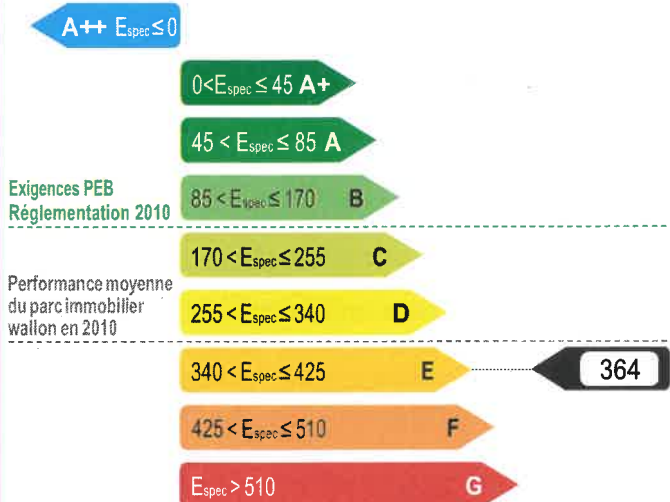 A++ Espec ≤ 0
0<Espec ≤ 45 A+
45 < Espec ≤ 85 A
Exigences PEB
Réglementation 2010
85 < Espec ≤ 170 B
170 < Espec ≤ 255 C
Performance moyenne
du parc immobilier
wallon en 2010
255 < Espec ≤ 340 D
340 < Espec ≤ 425 E
364
425 < Espec ≤ 510 F
Espec > 510 G